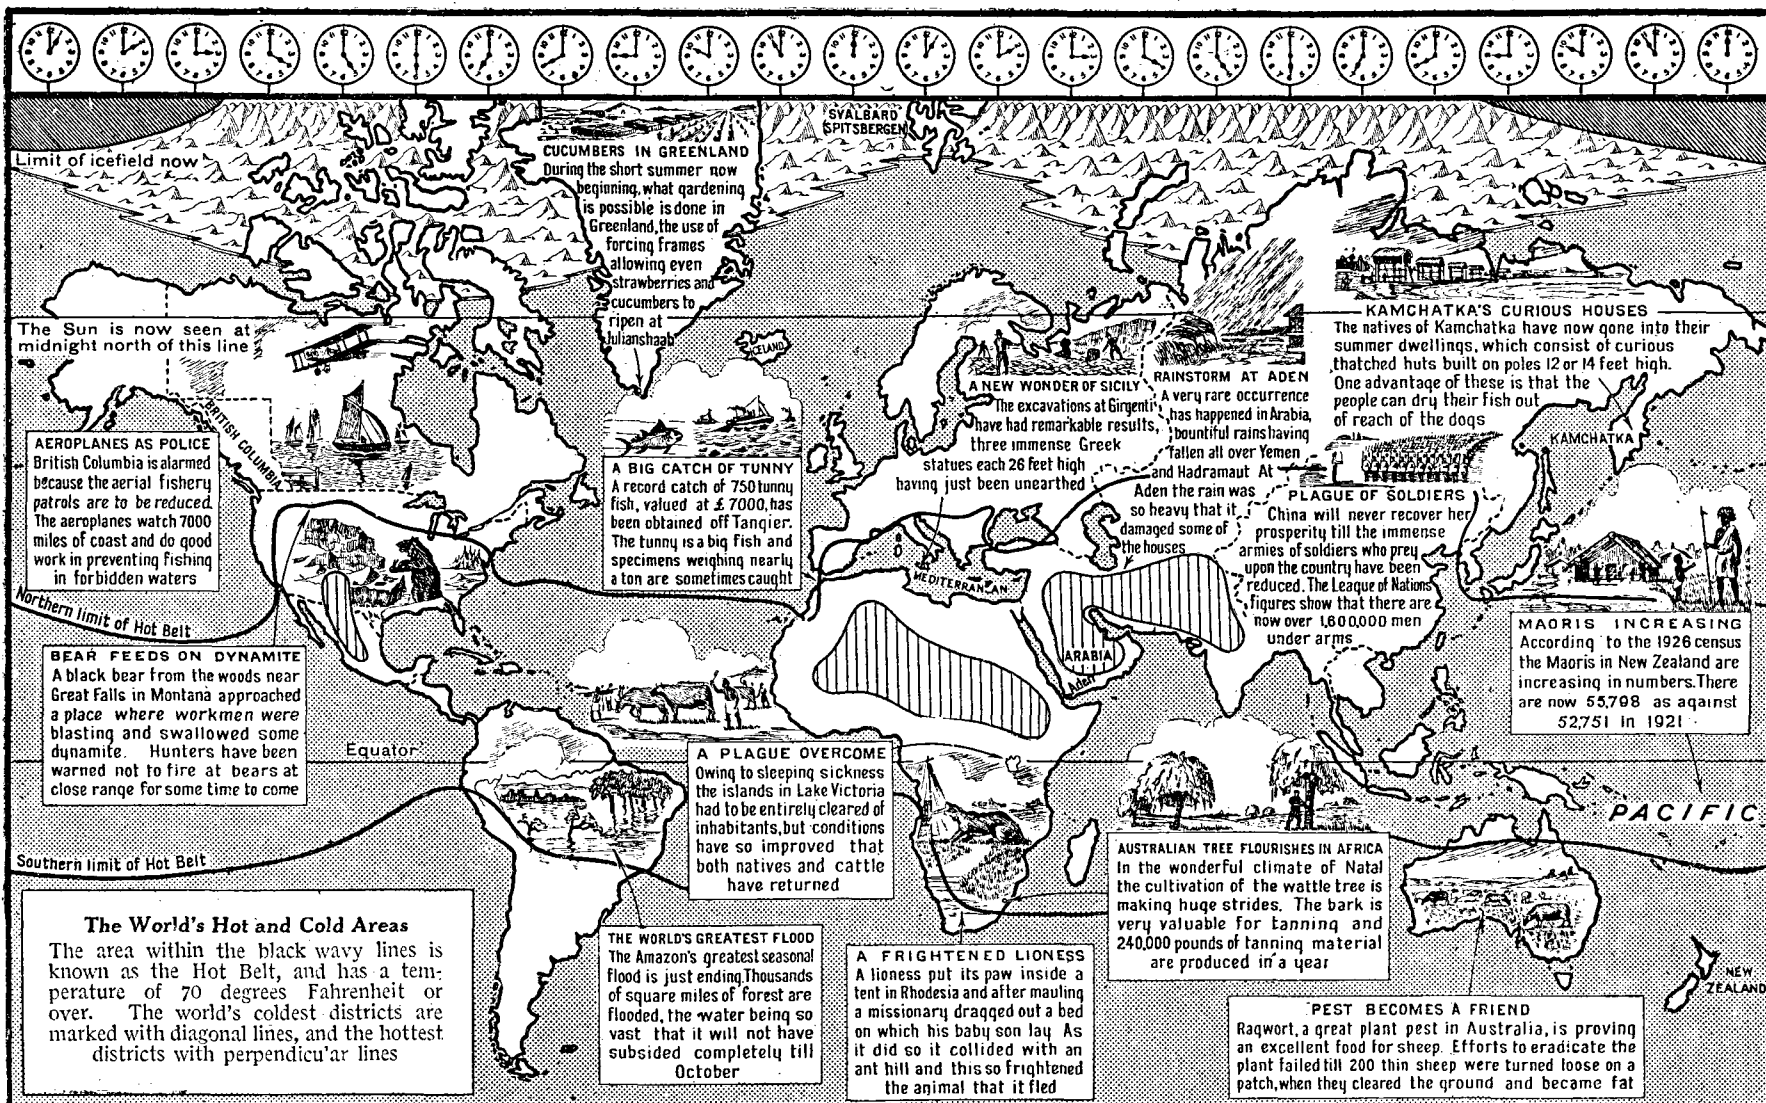 SVALBARD
SPITSBERGEN
Limit of icefield now
CUCUMBERS IN GREENLAND
During the short summer now
beginning, what gardening
is possible is done in
Greenland, the use of
forcing frames
allowing even
strawberries and
cucumbers to
ripen at
Julianshaab
The Sun is now seen at
midnight north of this line
ICELAND
KAMCHATKA'S CURIOUS HOUSES
The natives of Kamchatka have now gone into their
summer dwellings, which consist of curious
thatched huts built on poles 12 or 14 feet high.
One advantage of these is that the
people can dry their fish out
of reach of the dogs
KAMCHATKA
A NEW WONDER OF SICILY
The excavations at Girgenti
have had remarkable results,
three immense Greek
statues each 26 feet high
having just been unearthed
RAINSTORM AT ADEN
A very rare occurrence
has happened in Arabia,
bountiful rains having
fallen all over Yemen
and Hadramaut At
Aden the rain was
so heavy that it
damaged some of
the houses
BRITISH COLUMBIA
AEROPLANES AS POLICE
British Columbia is alarmed
because the aerial fishery
patrols are to be reduced
The aeroplanes watch 7000
miles of coast and do good
work in preventing fishing
in forbidden waters
A BIG CATCH OF TUNNY
A record catch of 750 tunny
fish, valued at £7000, has
been obtained off Tangier.
The tunny is a big fish and
specimens weighing nearly
a ton are sometimes caught
PLAGUE OF SOLDIERS
China will never recover her
prosperity till the immense
armies of soldiers who prey
upon the country have been
reduced. The League of Nations
figures show that there are
now over 1,600,000 men
under arms
MEDITERRANEAN
ARABIA
Aden
Northern limit of Hot Belt
MAORIS INCREASING
According to the 1926 census
the Maoris in New Zealand are
increasing in numbers. There
are now 55,798 as against
52,751 in 1921
BEAR FEEDS ON DYNAMITE
A black bear from the woods near
Great Falls in Montana approached
a place where workmen were
blasting and swallowed some
dynamite. Hunters have been
warned not to fire at bears at
close range for some time to come
Equator
A PLAGUE OVERCOME
Owing to sleeping sickness
the islands in Lake Victoria
had to be entirely cleared of
inhabitants, but conditions
have so improved that
both natives and cattle
have returned
PACIFIC
Southern limit of Hot Belt
AUSTRALIAN TREE FLOURISHES IN AFRICA
In the wonderful climate of Natal
the cultivation of the wattle tree is
making huge strides. The bark is
very valuable for tanning and
240,000 pounds of tanning material
are produced in a year
The World's Hot and Cold Areas
The area within the black wavy lines is
known as the Hot Belt, and has a tem-
perature of 70 degrees Fahrenheit or
over. The world's coldest districts are
marked with diagonal lines, and the hottest
districts with perpendicular lines
THE WORLD'S GREATEST FLOOD
The Amazon's greatest seasonal
flood is just ending. Thousands
of square miles of forest are
flooded, the water being so
vast that it will not have
subsided completely till
October
A FRIGHTENED LIONESS
A lioness put its paw inside a
tent in Rhodesia and after mauling
a missionary dragged out a bed
on which his baby son lay As
it did so it collided with an
ant hill and this so frightened
the animal that it fled
NEW
ZEALAND
PEST BECOMES A FRIEND
Ragwort, a great plant pest in Australia, is proving
an excellent food for sheep. Efforts to eradicate the
plant failed till 200 thin sheep were turned loose on a
patch, when they cleared the ground and became fat